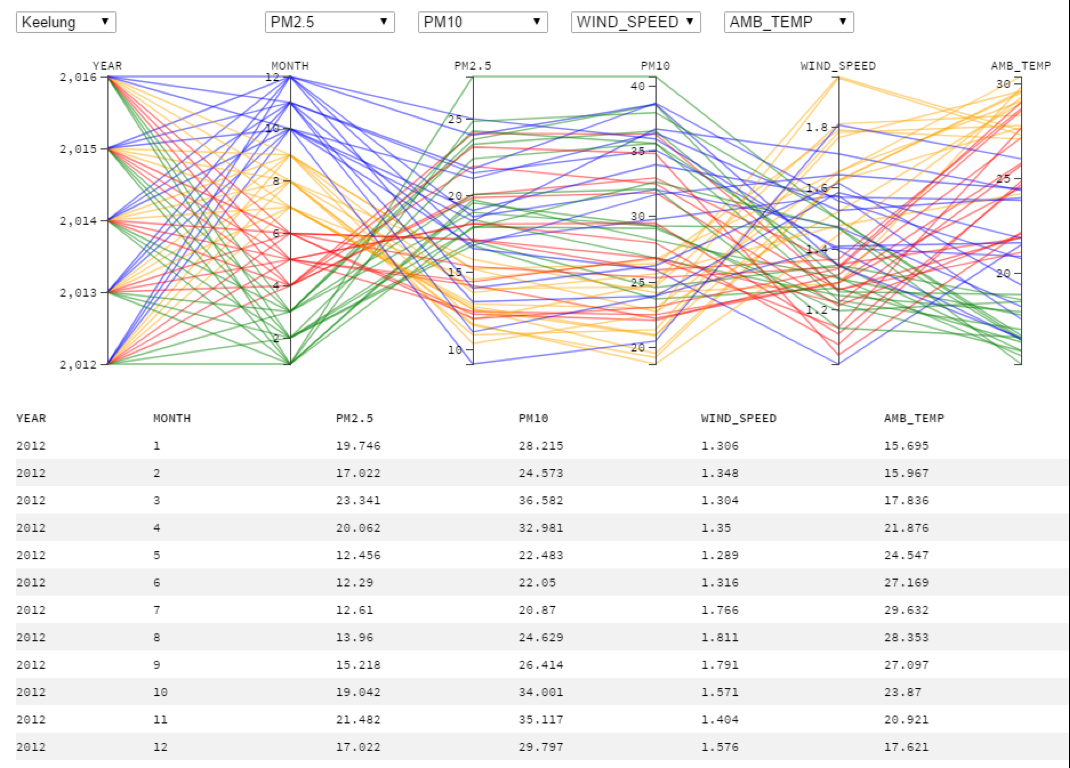 Keelung PM2.5 PM10 WIND_SPEED AMB_TEMP
YEAR MONTH PM2.5 PM10 WIND_SPEED AMB_TEMP
2,016 12 30
40
25 1.8
2,015 10 35
25
8 20 1.6
2,014 30
6 1.4
15 20
2,013 4 25
1.2
2 10 20
2,012
YEAR MONTH PM2.5 PM10 WIND_SPEED AMB_TEMP
2012 1 19.746 28.215 1.306 15.695
2012 2 17.022 24.573 1.348 15.967
2012 3 23.341 36.582 1.304 17.836
2012 4 20.062 32.981 1.35 21.876
2012 5 12.456 22.483 1.289 24.547
2012 6 12.29 22.05 1.316 27.169
2012 7 12.61 20.87 1.766 29.632
2012 8 13.96 24.629 1.811 28.353
2012 9 15.218 26.414 1.791 27.097
2012 10 19.042 34.001 1.571 23.87
2012 11 21.482 35.117 1.404 20.921
2012 12 17.022 29.797 1.576 17.621